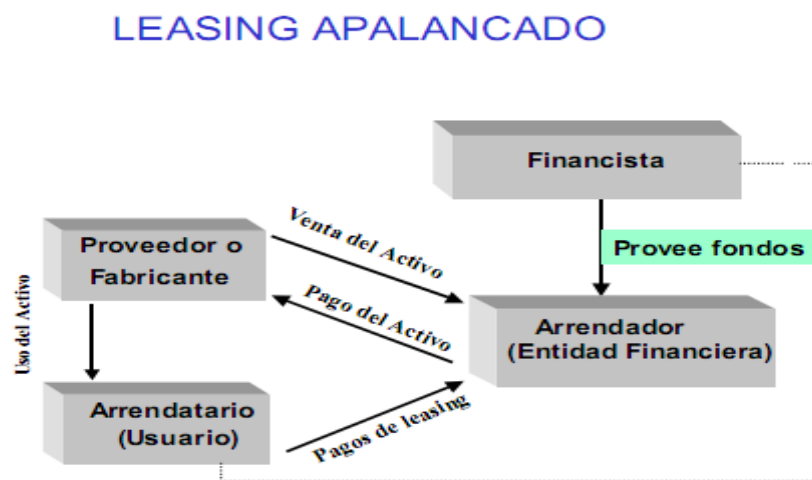 LEASING APALANCADO
Financista
Provee fondos
Proveedor o
Fabricante
Venta del Activo
Pago del Activo
Uso del Activo
Arrendador
(Entidad Financiera)
Arrendatario
(Usuario)
Pagos de leasing